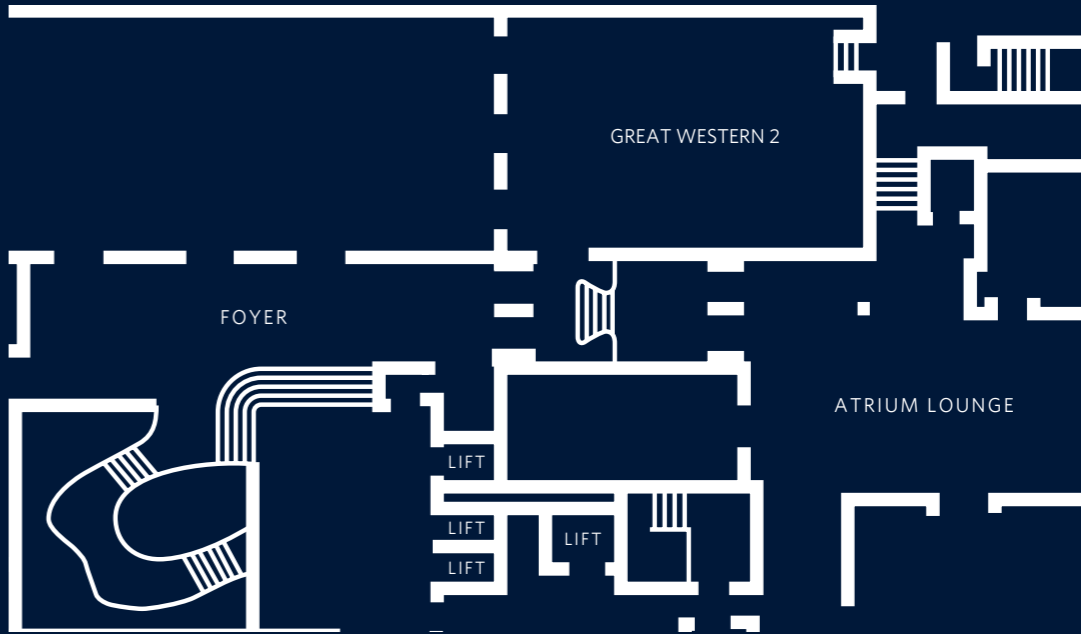 GREAT WESTERN 2
FOYER
ATRIUM LOUNGE
LIFT
LIFT
LIFT
LIFT